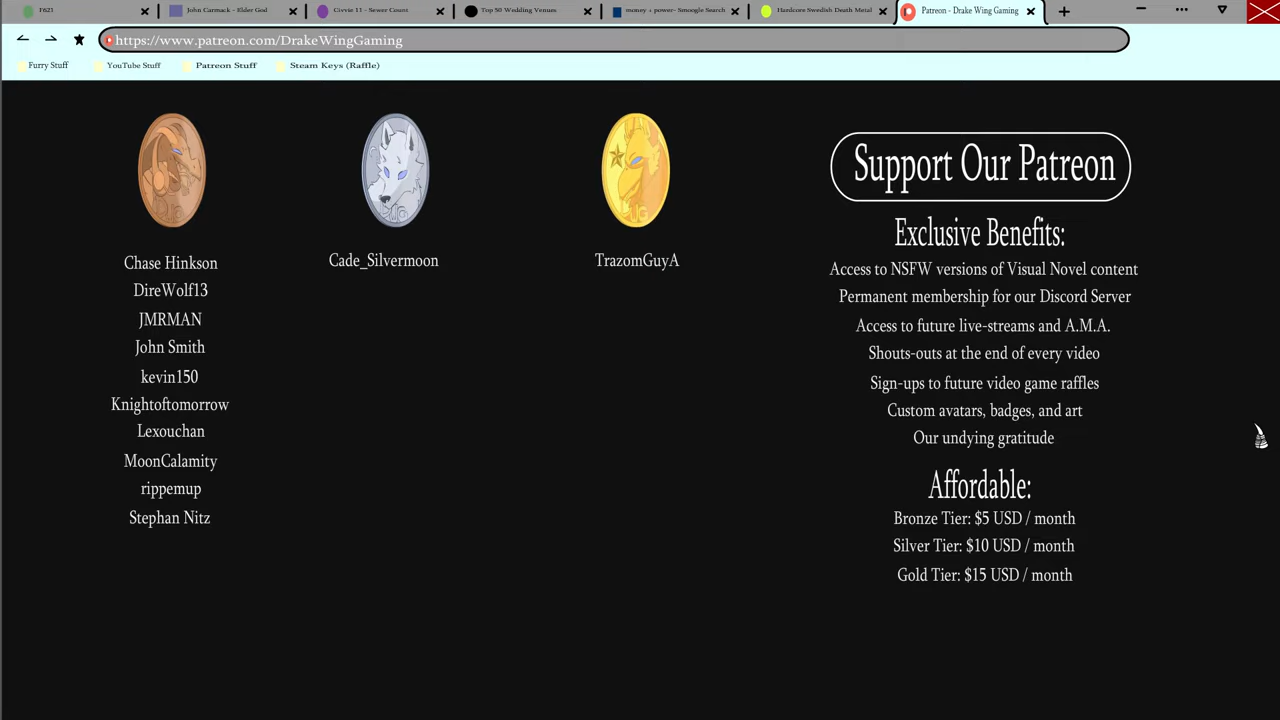 F621
John Carmack - Elder God
Civvie 11 - Sewer Count
Top 50 Wedding Venues
money + power- Smoogle Search
Hardcore Swedish Death Metal
Patreon - Drake Wing Gaming
https://www.patreon.com/DrakeWingGaming
Furry Stuff
YouTube Stuff
Patreon Stuff
Steam Keys (Raffle)
Chase Hinkson
DireWolf13
JMRMAN
John Smith
kevin150
Knightoftomorrow
Lexouchan
MoonCalamity
rippemup
Stephan Nitz
Cade_Silvermoon
TrazomGuyA
Support Our Patreon
Exclusive Benefits:
Access to NSFW versions of Visual Novel content
Permanent membership for our Discord Server
Access to future live-streams and A.M.A.
Shouts-outs at the end of every video
Sign-ups to future video game raffles
Custom avatars, badges, and art
Our undying gratitude
Affordable:
Bronze Tier: $5 USD / month
Silver Tier: $10 USD / month
Gold Tier: $15 USD / month